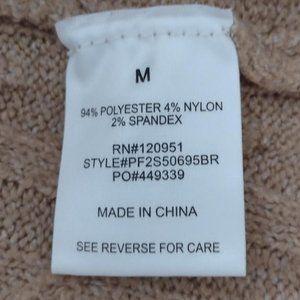 M
94% POLYESTER 4% NYLON
2% SPANDEX
RN#120951
STYLE#PF2S50695BR
PO#449339
MADE IN CHINA
SEE REVERSE FOR CARE